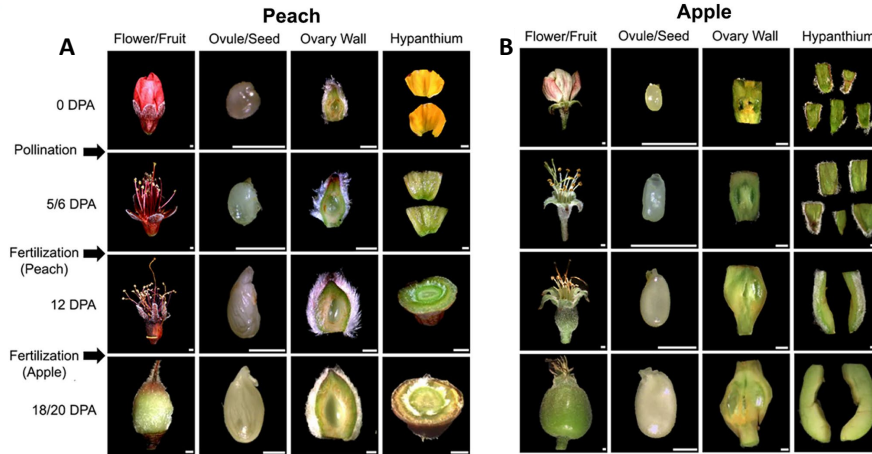 Peach
Apple
A
Flower/Fruit Ovule/Seed Ovary Wall Hypanthium
B
Flower/Fruit Ovule/Seed Ovary Wall Hypanthium
0 DPA
Pollination
5/6 DPA
Fertilization
(Peach)
12 DPA
Fertilization
(Apple)
18/20 DPA